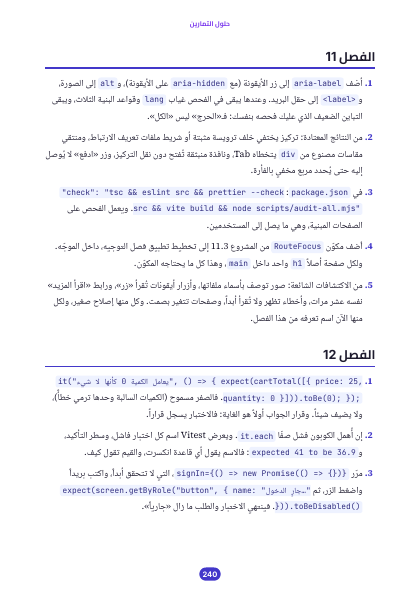 حلول التمارين
الفصل 11
1. أضف aria-label إلى زر الأيقونة (مع aria-hidden على الأيقونة)، و alt إلى الصورة،
و <label> إلى حقل البريد. وعندها يبقى في الفحص غياب lang وقواعد البنية الثلاث، ويبقى
التباين الضعيف الذي عليك فحصه بنفسك: فـ«الحرج» ليس «الكل».
2. من النتائج المعتادة: تركيز يختفي خلف ترويسة مثبتة أو شريط ملفات تعريف الارتباط، ومنتقي
مقاسات مصنوع من div يتخطاه Tab، ونافذة منبثقة تُفتح دون نقل التركيز، وزر «ادفع» لا يُوصل
إليه حتى يُحدد مربع مخفي بالفأرة.
3. في package.json: "check": "tsc && eslint src && prettier --check
src && vite build && node scripts/audit-all.mjs". ويعمل الفحص على
الصفحات المبنية، وهي ما يصل إلى المستخدمين.
4. أضف مكوّن RouteFocus من المشروع 11.3 إلى تخطيط تطبيق فصل التوجيه، داخل الموجّه.
ولكل صفحة أصلاً h1 واحد داخل main، وهذا كل ما يحتاجه المكوّن.
5. من الاكتشافات الشائعة: صور توصف بأسماء ملفاتها، وأزرار أيقونات تُقرأ «زر»، ورابط «اقرأ المزيد»
نفسه عشر مرات، وأخطاء تظهر ولا تُقرأ أبداً، وصفحات تتغير بصمت. وكل منها إصلاح صغير، ولكل
منها الآن اسم تعرفه من هذا الفصل.
الفصل 12
1. it("يعامل الكمية 0 كأنها لا شيء", () => { expect(cartTotal([{ price: 25,
quantity: 0 }])).toBe(0); });. فالصفر مسموح (الكميات السالبة وحدها ترمي خطأً)،
ولا يضيف شيئاً. وقرار الجواب أولاً هو الغاية: فالاختبار يسجل قراراً.
2. إن أُهمل الكوبون فشل صفّا it.each. ويعرض Vitest اسم كل اختبار فاشل، وسطر التأكيد،
و expected 41 to be 36.9: فالاسم يقول أي قاعدة انكسرت، والقيم تقول كيف.
3. مرّر signIn={() => new Promise(() => {})}، التي لا تتحقق أبداً، واكتب بريداً
واضغط الزر، ثم expect(screen.getByRole("button", { name: "جارٍ الدخول…"
})).toBeDisabled(). فينتهي الاختبار والطلب ما زال «جارياً».
240